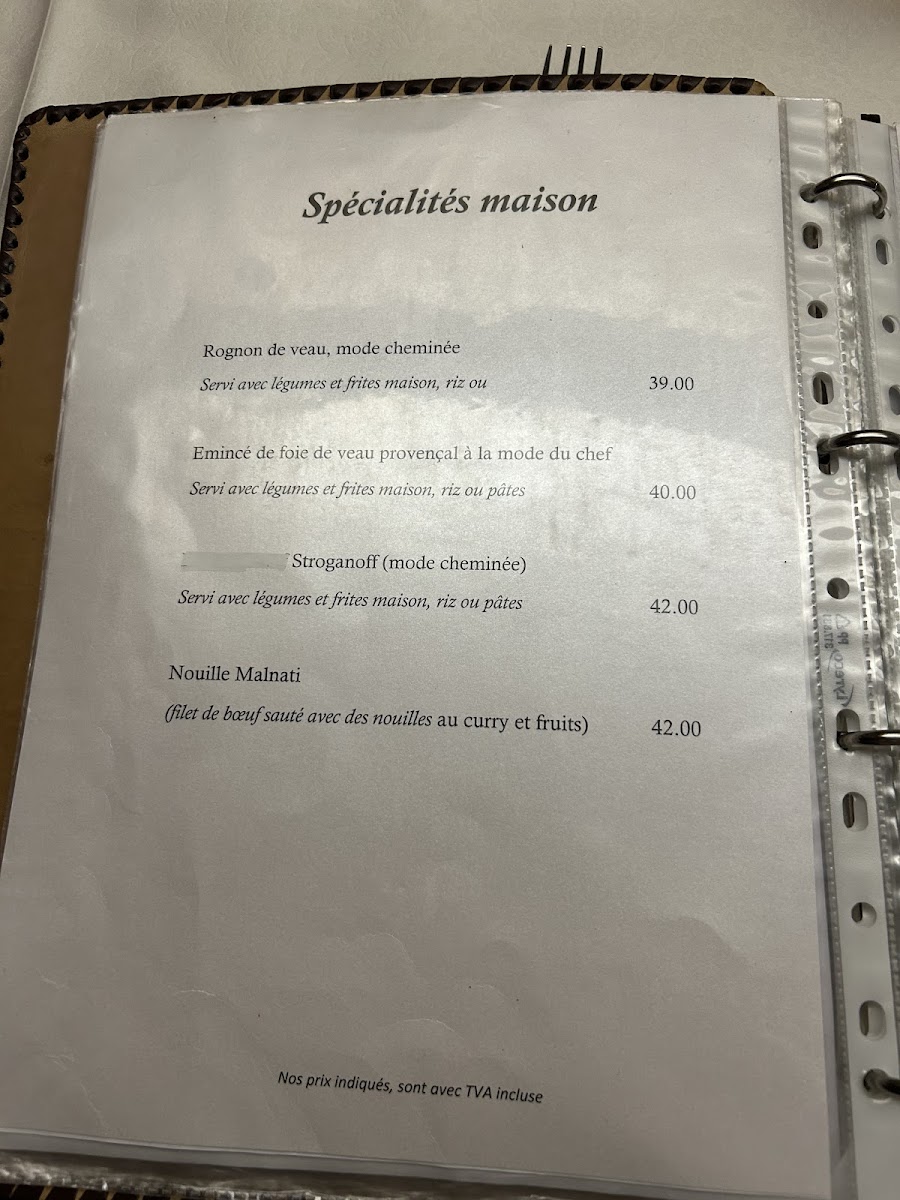 Spécialités maison
Rognon de veau, mode cheminée
Servi avec légumes et frites maison, riz ou 39.00
Emincé de foie de veau provençal à la mode du chef
Servi avec légumes et frites maison, riz ou pâtes 40.00
Stroganoff (mode cheminée)
Servi avec légumes et frites maison, riz ou pâtes 42.00
Nouille Malnati
(filet de bœuf sauté avec des nouilles au curry et fruits) 42.00
Nos prix indiqués, sont avec TVA incluse